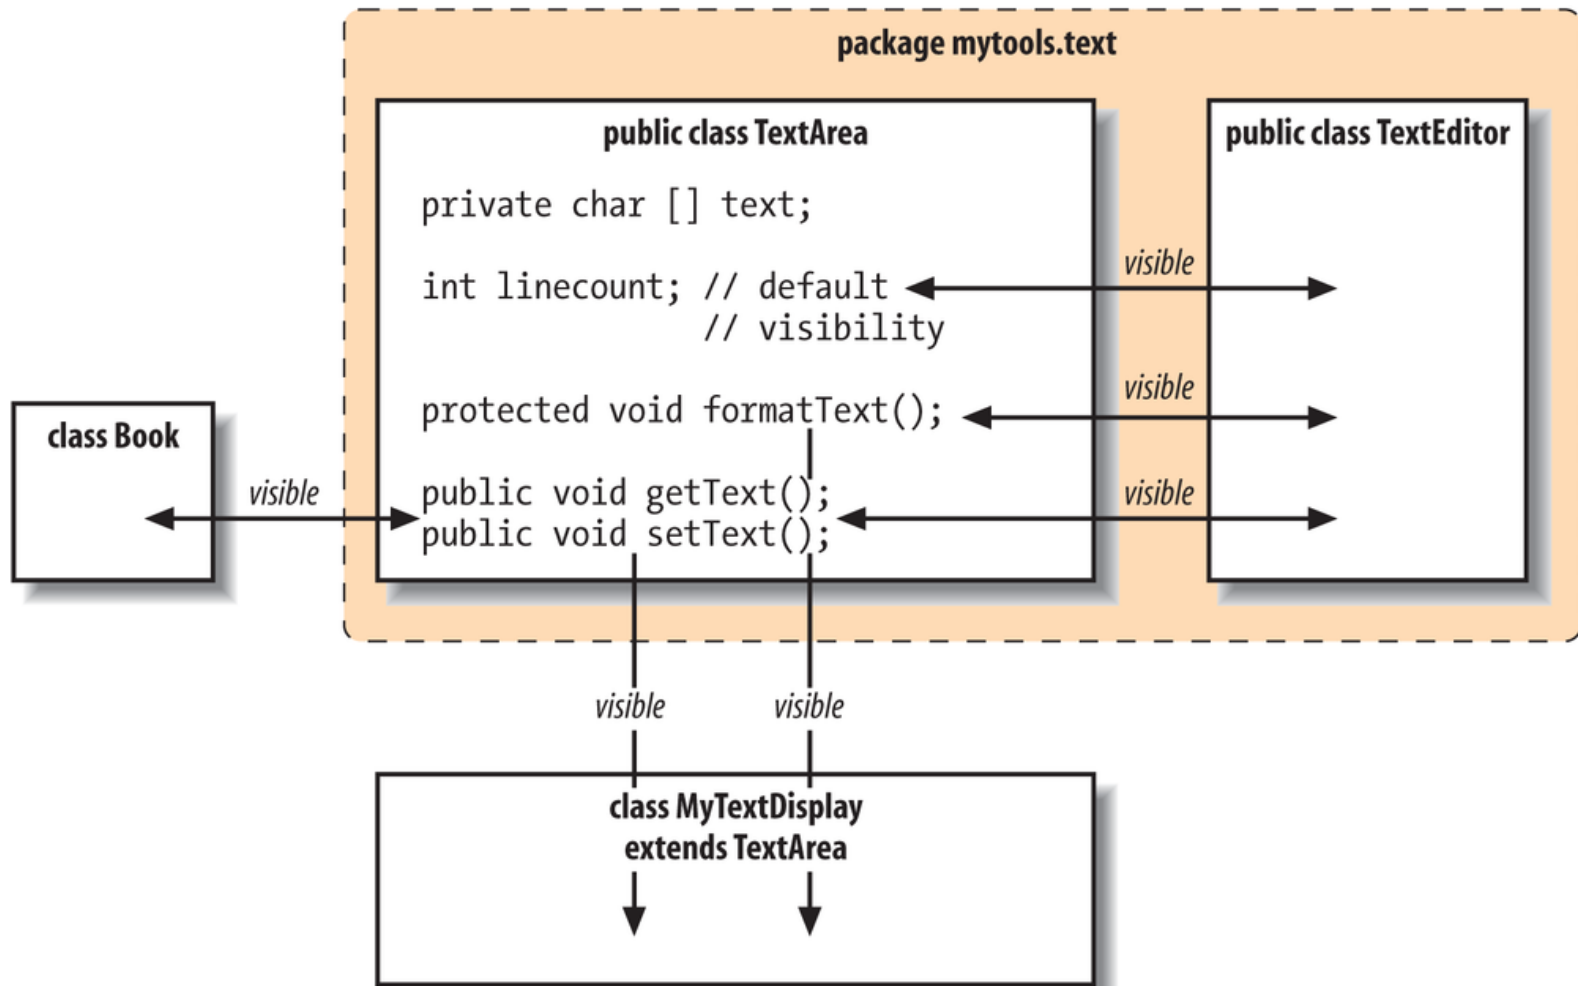 package mytools.text
public class TextArea
private char [] text;
int linecount; // default
// visibility
protected void formatText();
public void getText();
public void setText();
public class TextEditor
visible
visible
visible
class Book
visible
visible
visible
class MyTextDisplay
extends TextArea